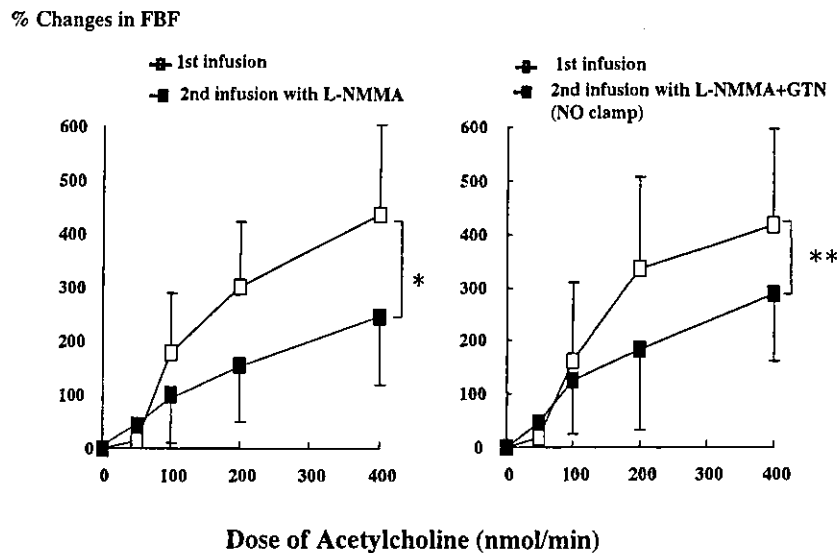 % Changes in FBF
1st infusion
2nd infusion with L-NMMA
600
500
400
300
200
100
0
0 100 200 300 400
*
1st infusion
2nd infusion with L-NMMA+GTN
(NO clamp)
600
500
400
300
200
100
0
0 100 200 300 400
**
Dose of Acetylcholine (nmol/min)